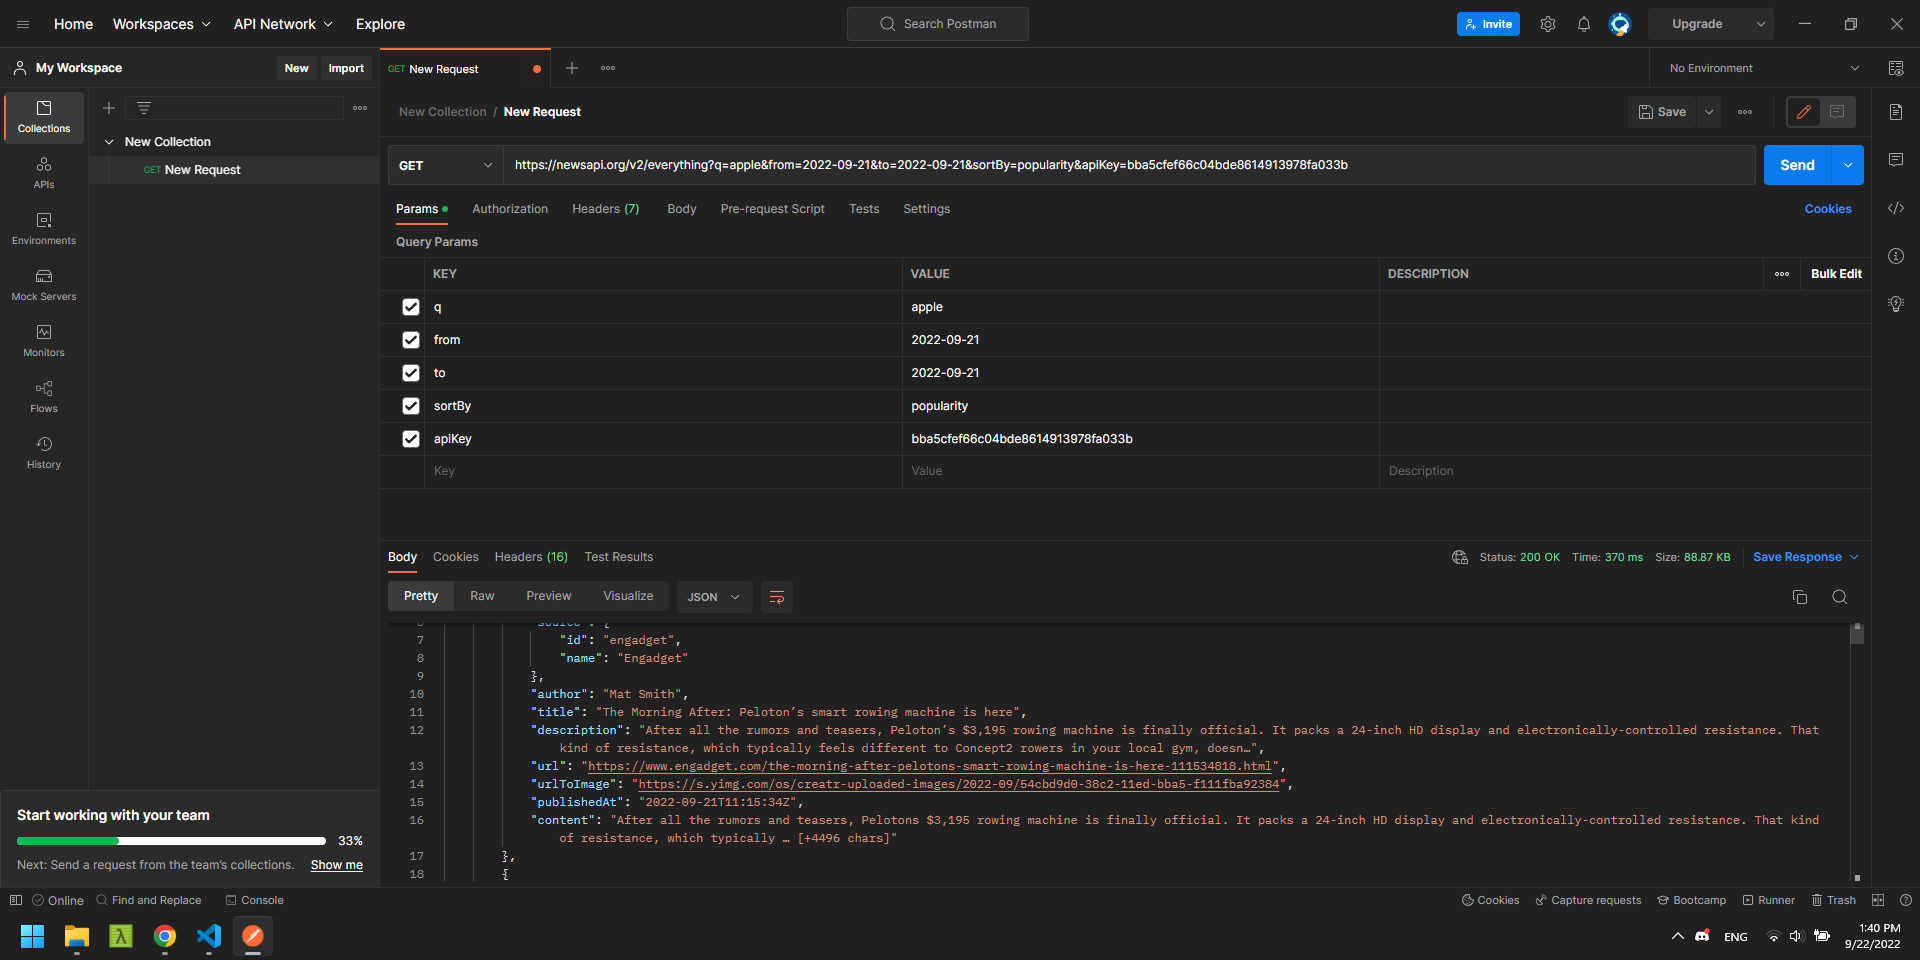 Home Workspaces API Network Explore Search Postman Invite Upgrade
My Workspace New Import GET New Request No Environment
Collections
New Collection / New Request Save
New Collection
GET New Request
APIs
Environments
Mock Servers
Monitors
Flows
History
GET https://newsapi.org/v2/everything?q=apple&from=2022-09-21&to=2022-09-21&sortBy=popularity&apiKey=bba5cfef66c04bde8614913978fa033b Send
Params Authorization Headers (7) Body Pre-request Script Tests Settings Cookies
Query Params
KEY VALUE DESCRIPTION Bulk Edit
q apple
from 2022-09-21
to 2022-09-21
sortBy popularity
apiKey bba5cfef66c04bde8614913978fa033b
Key Value Description
Body Cookies Headers (16) Test Results Status: 200 OK Time: 370 ms Size: 88.87 KB Save Response
Pretty Raw Preview Visualize JSON
6 "source": {
7 "id": "engadget",
8 "name": "Engadget"
9 },
10 "author": "Mat Smith",
11 "title": "The Morning After: Peloton’s smart rowing machine is here",
12 "description": "After all the rumors and teasers, Peloton’s $3,195 rowing machine is finally official. It packs a 24-inch HD display and electronically-controlled resistance. That
kind of resistance, which typically feels different to Concept2 rowers in your local gym, doesn…",
13 "url": "https://www.engadget.com/the-morning-after-pelotons-smart-rowing-machine-is-here-111534818.html",
14 "urlToImage": "https://s.yimg.com/os/creatr-uploaded-images/2022-09/54cbd9d0-38c2-11ed-bba5-f111fba92384",
15 "publishedAt": "2022-09-21T11:15:34Z",
16 "content": "After all the rumors and teasers, Pelotons $3,195 rowing machine is finally official. It packs a 24-inch HD display and electronically-controlled resistance. That kind
of resistance, which typically … [+4496 chars]"
17 },
18 {
Start working with your team
33%
Next: Send a request from the team’s collections. Show me
Online Find and Replace Console Cookies Capture requests Bootcamp Runner Trash
ENG 1:40 PM
9/22/2022